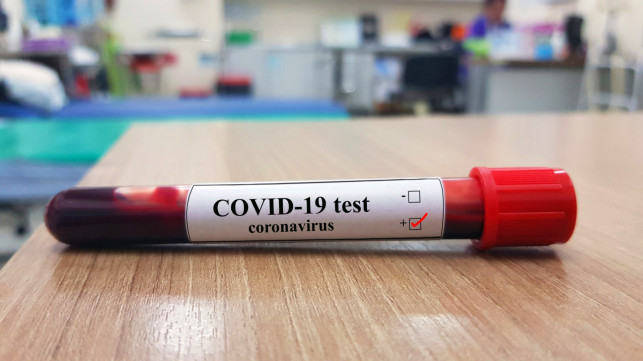 COVID-19 test
coronavirus
-
+